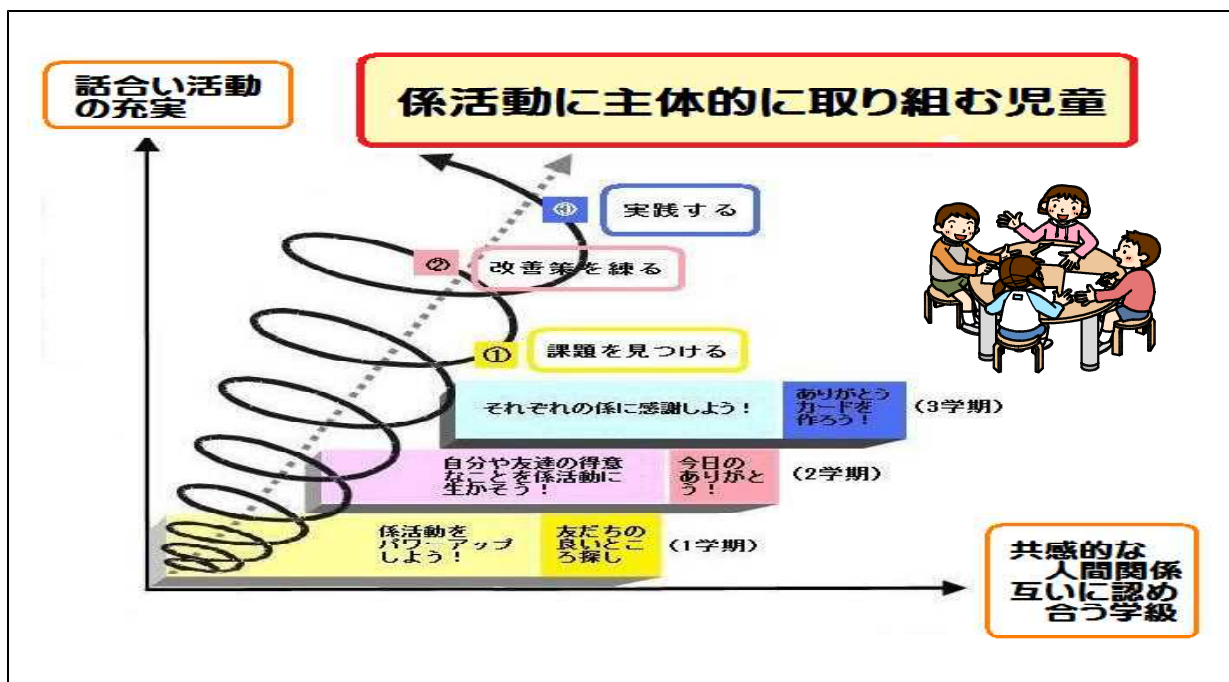 話合い活動
の充実
係活動に主体的に取り組む児童
実践する
②
改善策を練る
①
課題を見つける
それぞれの係に感謝しよう！
ありがとう
カードを
作ろう！
(3学期)
自分や友達の得意
なことを係活動に
生かそう！
今日の
ありがと
う！
(2学期)
係活動を
パワーアップ
しよう！
友だちの
良いとこ
ろ探し
(1学期)
共感的な
人間関係
互いに認め
合う学級